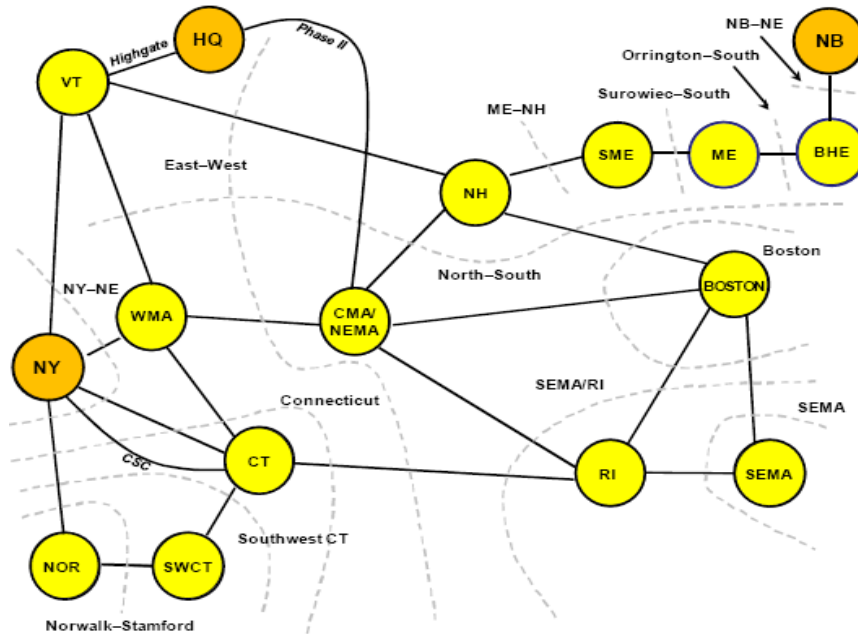 NB–NE
HQ
Phase II
NB
Highgate
Orrington–South
VT
Surowiec–South
ME–NH
SME
ME
BHE
East–West
NH
Boston
North–South
NY–NE
BOSTON
WMA
CMA/
NEMA
NY
SEMA/RI
Connecticut
SEMA
CSC
CT
RI
SEMA
Southwest CT
NOR
SWCT
Norwalk–Stamford